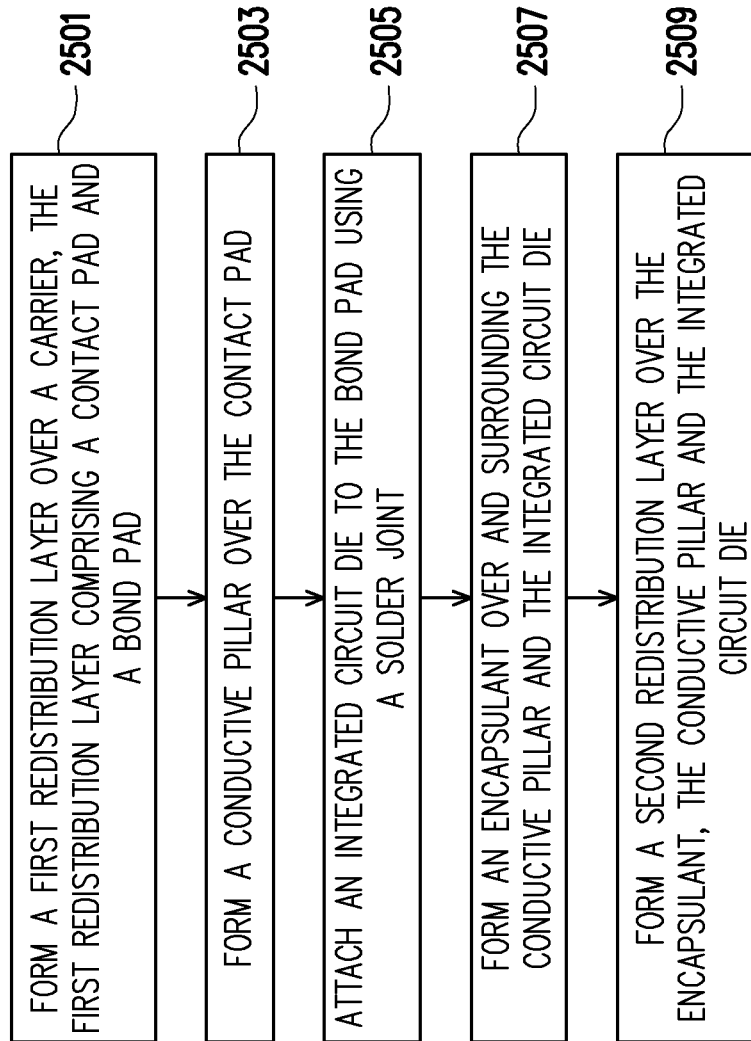 FORM A FIRST REDISTRIBUTION LAYER OVER A CARRIER, THE
FIRST REDISTRIBUTION LAYER COMPRISING A CONTACT PAD AND
A BOND PAD
2501
FORM A CONDUCTIVE PILLAR OVER THE CONTACT PAD
2503
ATTACH AN INTEGRATED CIRCUIT DIE TO THE BOND PAD USING
A SOLDER JOINT
2505
FORM AN ENCAPSULANT OVER AND SURROUNDING THE
CONDUCTIVE PILLAR AND THE INTEGRATED CIRCUIT DIE
2507
FORM A SECOND REDISTRIBUTION LAYER OVER THE
ENCAPSULANT, THE CONDUCTIVE PILLAR AND THE INTEGRATED
CIRCUIT DIE
2509